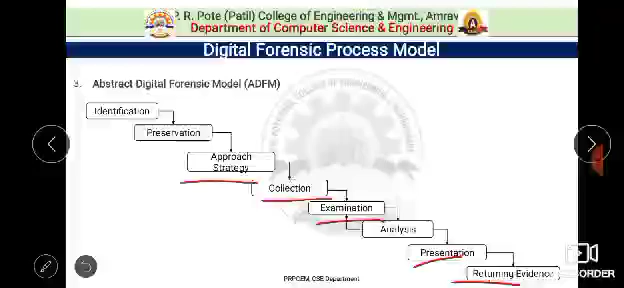 P. R. Pote (Patil) College of Engineering & Mgmt., Amrav
Department of Computer Science & Engineering
Digital Forensic Process Model
3. Abstract Digital Forensic Model (ADFM)
Identification
Preservation
Approach
Strategy
Collection
Examination
Analysis
Presentation
Returning Evidence
PRPCEM, CSE Department
ORDER